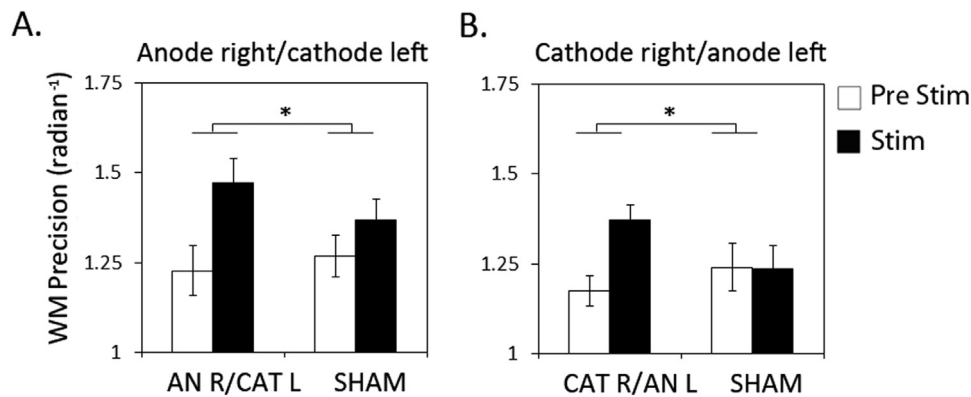 A.
Anode right/cathode left
WM Precision (radian-1)
1.75
1.5
1.25
1
*
AN R/CAT L
SHAM
B.
Cathode right/anode left
1.75
1.5
1.25
1
*
CAT R/AN L
SHAM
Pre Stim
Stim